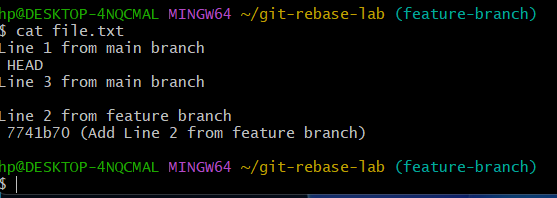 hp@DESKTOP-4NQCMAL MINGW64 ~/git-rebase-lab (feature-branch)
$ cat file.txt
Line 1 from main branch
 HEAD
Line 3 from main branch

Line 2 from feature branch
 7741b70 (Add Line 2 from feature branch)

hp@DESKTOP-4NQCMAL MINGW64 ~/git-rebase-lab (feature-branch)
$